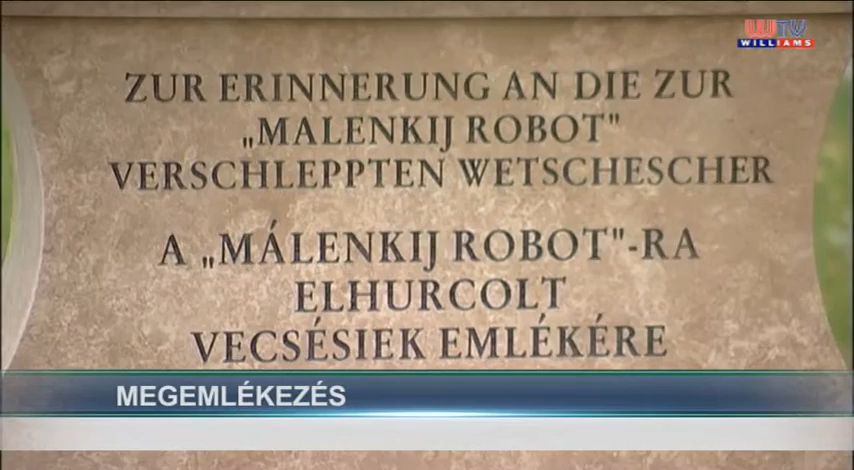 WTV
WILLIAMS
ZUR ERINNERUNG AN DIE ZUR
„MALENKIJ ROBOT"
VERSCHLEPPTEN WETSCHESCHER
A „MÁLENKIJ ROBOT"-RA
ELHURCOLT
VECSÉSIEK EMLÉKÉRE
MEGEMLÉKEZÉS